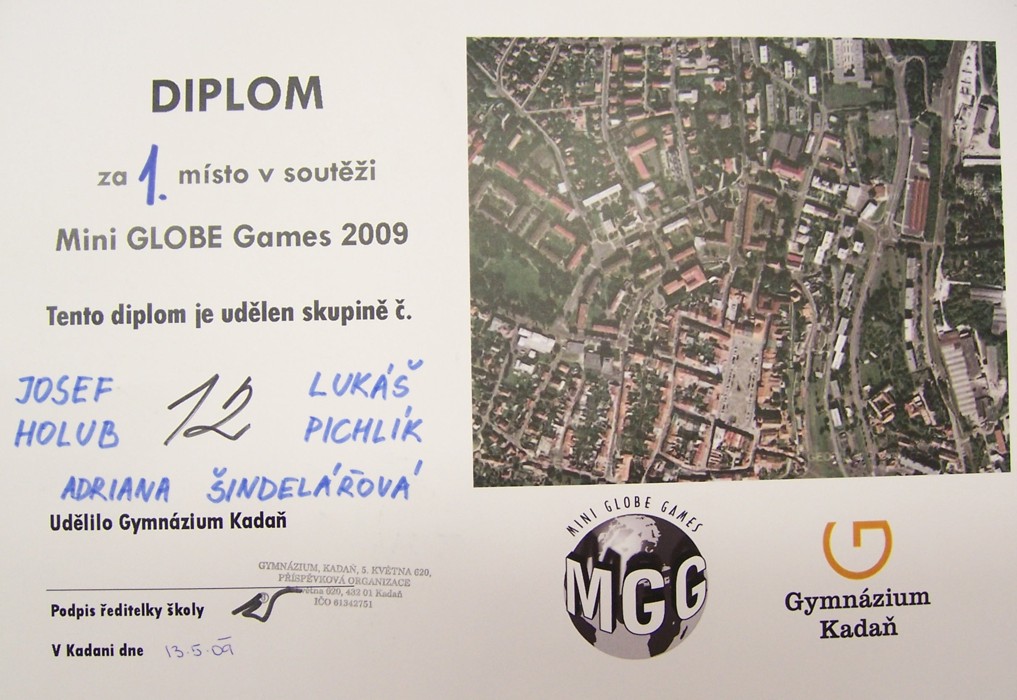 DIPLOM
za 1. místo v soutěži
Mini GLOBE Games 2009
Tento diplom je udělen skupině č.
JOSEF HOLUB
12
LUKÁŠ PICHLÍK
ADRIANA ŠINDELÁŘOVÁ
Udělilo Gymnázium Kadaň
GYMNÁZIUM, KADAŇ, 5. KVĚTNA 620,
PŘÍSPĚVKOVÁ ORGANIZACE
května 620, 432 01 Kadaň
IČO 61342751
Podpis ředitelky školy
V Kadani dne 13.5.09
MINI GLOBE GAMES
MGG
G
Gymnázium
Kadaň